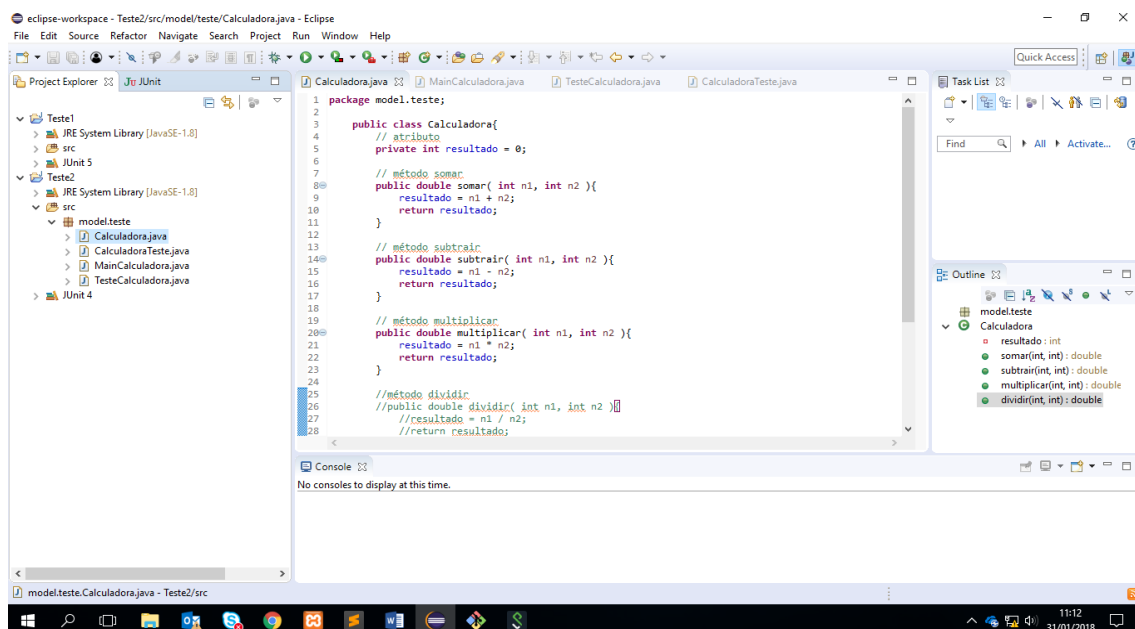 eclipse-workspace - Teste2/src/model/teste/Calculadora.java - Eclipse
File Edit Source Refactor Navigate Search Project Run Window Help
Quick Access
Project Explorer
JUnit
Teste1
JRE System Library [JavaSE-1.8]
src
JUnit 5
Teste2
JRE System Library [JavaSE-1.8]
src
model.teste
Calculadora.java
CalculadoraTeste.java
MainCalculadora.java
TesteCalculadora.java
JUnit 4
Calculadora.java MainCalculadora.java TesteCalculadora.java CalculadoraTeste.java
1 package model.teste;
2
3 public class Calculadora{
4 // atributo
5 private int resultado = 0;
6
7 // método somar
8 public double somar( int n1, int n2 ){
9 resultado = n1 + n2;
10 return resultado;
11 }
12
13 // método subtrair
14 public double subtrair( int n1, int n2 ){
15 resultado = n1 - n2;
16 return resultado;
17 }
18
19 // método multiplicar
20 public double multiplicar( int n1, int n2 ){
21 resultado = n1 * n2;
22 return resultado;
23 }
24
25 //método dividir
26 //public double dividir( int n1, int n2 ){
27 //resultado = n1 / n2;
28 //return resultado;
Task List
Find All Activate...
Outline
model.teste
Calculadora
resultado : int
somar(int, int) : double
subtrair(int, int) : double
multiplicar(int, int) : double
dividir(int, int) : double
Console
No consoles to display at this time.
model.teste.Calculadora.java - Teste2/src
11:12
31/01/2018